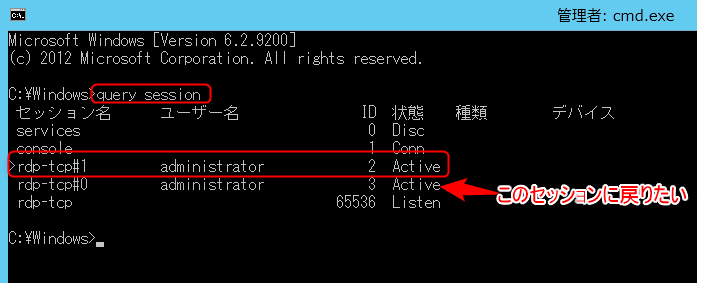 管理者: cmd.exe
Microsoft Windows [Version 6.2.9200]
(c) 2012 Microsoft Corporation. All rights reserved.
C:¥Windows>query session
セッション名 ユーザー名 ID 状態 種類 デバイス
services 0 Disc
console 1 Conn
>rdp-tcp#1 administrator 2 Active
rdp-tcp#0 administrator 3 Active このセッションに戻りたい
rdp-tcp 65536 Listen
C:¥Windows>_